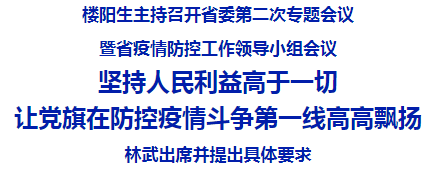 楼阳生主持召开省委第二次专题会议
暨省疫情防控工作领导小组会议
坚持人民利益高于一切
让党旗在防控疫情斗争第一线高高飘扬
林武出席并提出具体要求